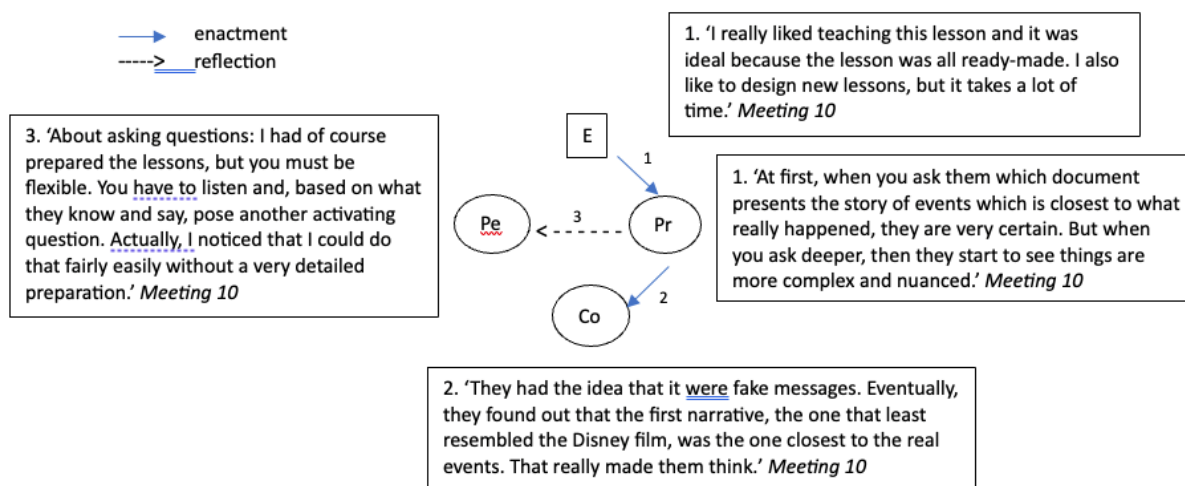 enactment
reflection
1. ‘I really liked teaching this lesson and it was
ideal because the lesson was all ready-made. I also
like to design new lessons, but it takes a lot of
time.’ Meeting 10
3. ‘About asking questions: I had of course
prepared the lessons, but you must be
flexible. You have to listen and, based on what
they know and say, pose another activating
question. Actually, I noticed that I could do
that fairly easily without a very detailed
preparation.’ Meeting 10
E
1
Pe
3
Pr
2
Co
1. ‘At first, when you ask them which document
presents the story of events which is closest to what
really happened, they are very certain. But when
you ask deeper, then they start to see things are
more complex and nuanced.’ Meeting 10
2. ‘They had the idea that it were fake messages. Eventually,
they found out that the first narrative, the one that least
resembled the Disney film, was the one closest to the real
events. That really made them think.’ Meeting 10